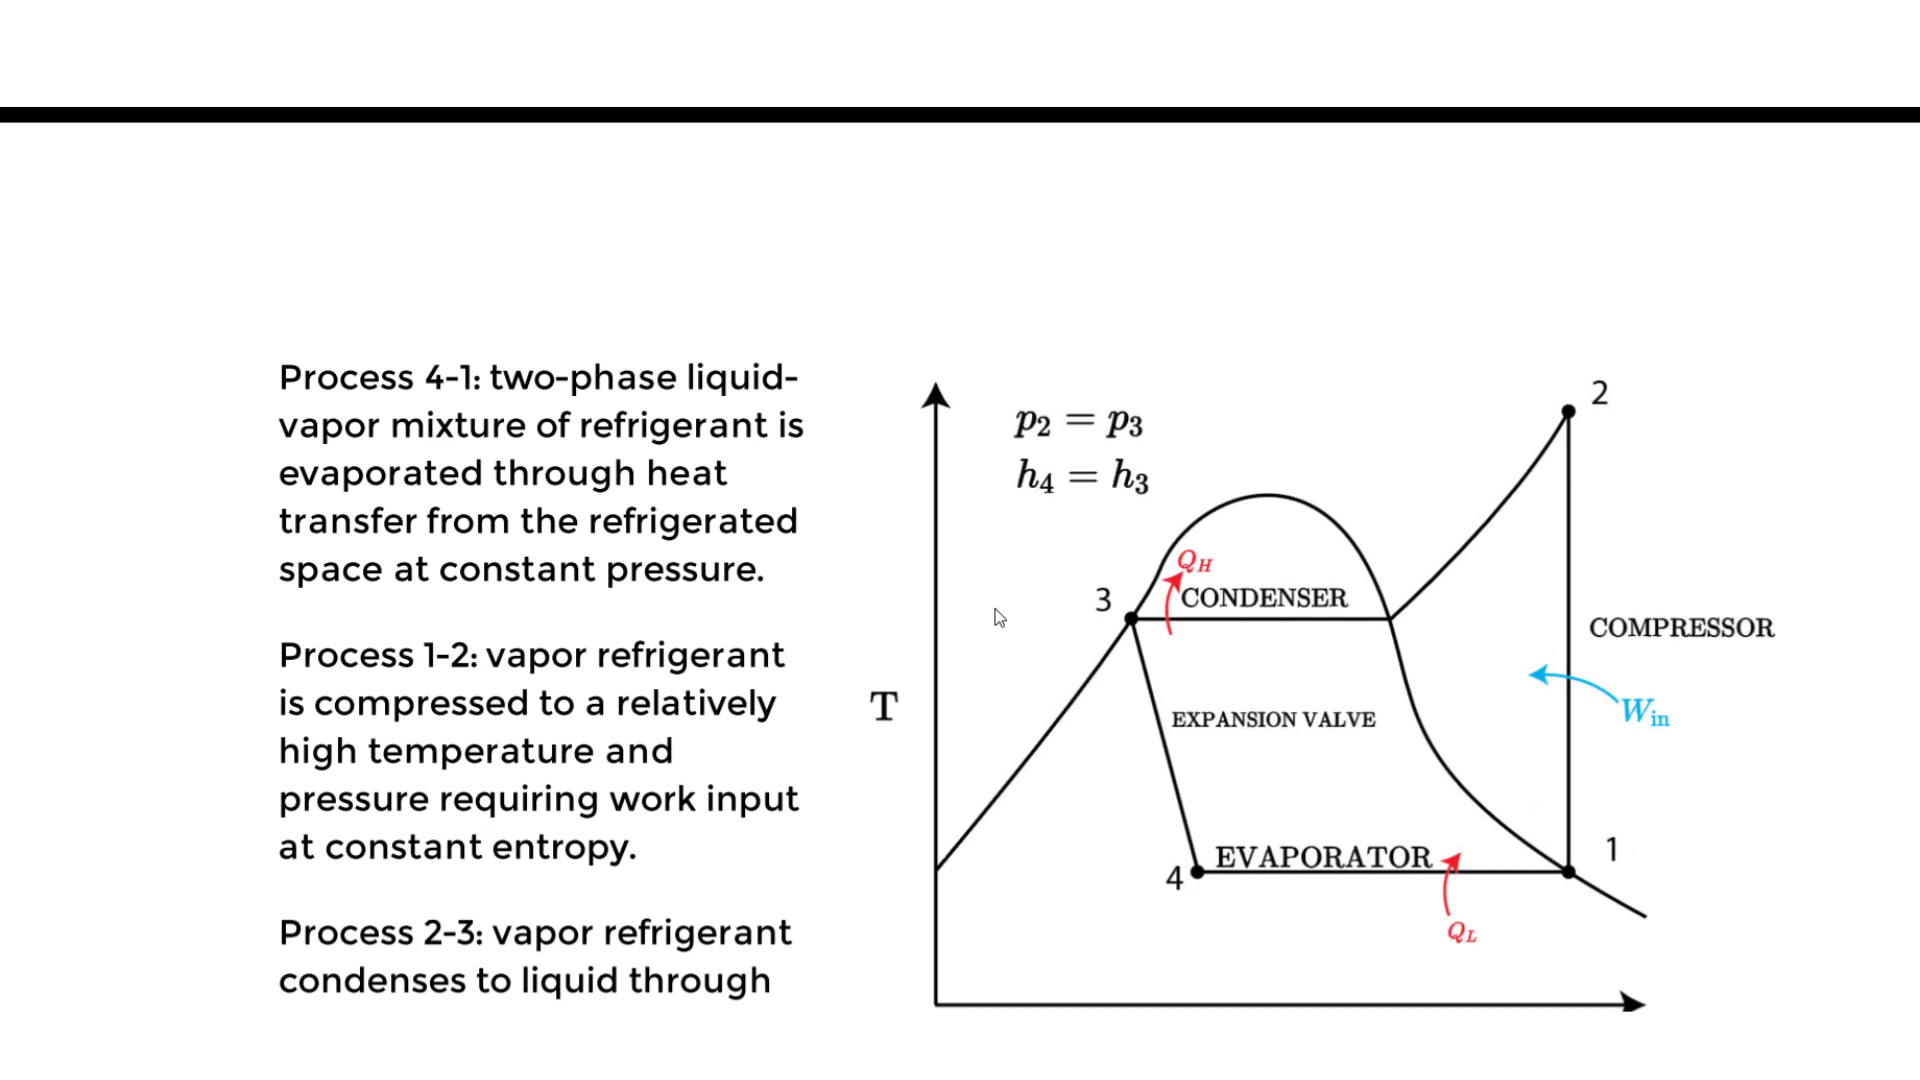 Process 4-1: two-phase liquid-
vapor mixture of refrigerant is
evaporated through heat
transfer from the refrigerated
space at constant pressure.
Process 1-2: vapor refrigerant
is compressed to a relatively
high temperature and
pressure requiring work input
at constant entropy.
Process 2-3: vapor refrigerant
condenses to liquid through
p₂ = p₃
h₄ = h₃
2
Q_H
3
CONDENSER
COMPRESSOR
T
EXPANSION VALVE
W_in
1
EVAPORATOR
4
Q_L